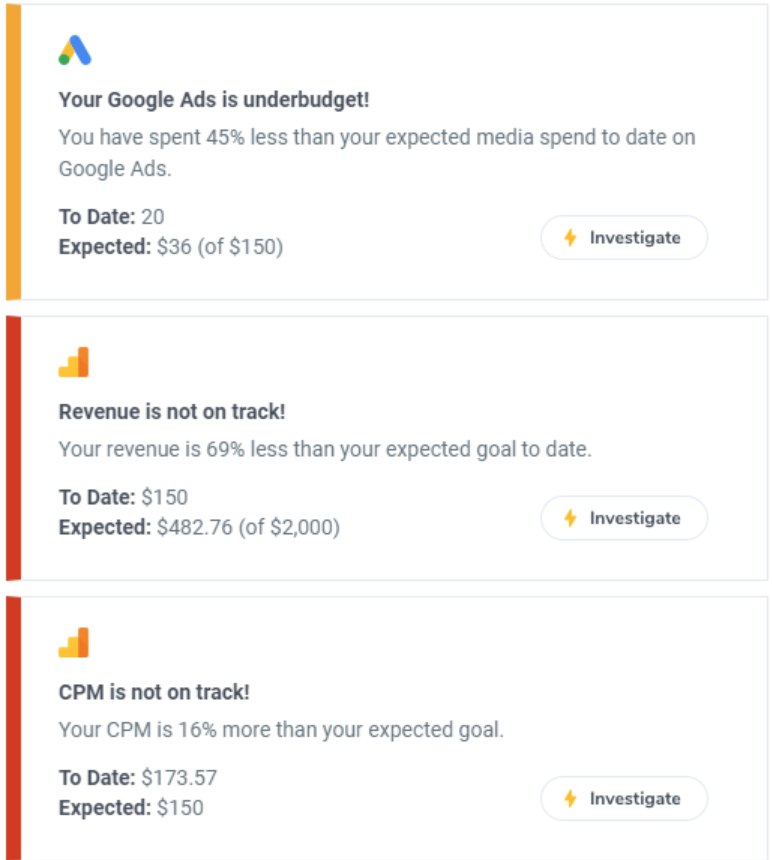 Your Google Ads is underbudget!
You have spent 45% less than your expected media spend to date on
Google Ads.
To Date: 20
Expected: $36 (of $150)
Investigate
Revenue is not on track!
Your revenue is 69% less than your expected goal to date.
To Date: $150
Expected: $482.76 (of $2,000)
Investigate
CPM is not on track!
Your CPM is 16% more than your expected goal.
To Date: $173.57
Expected: $150
Investigate